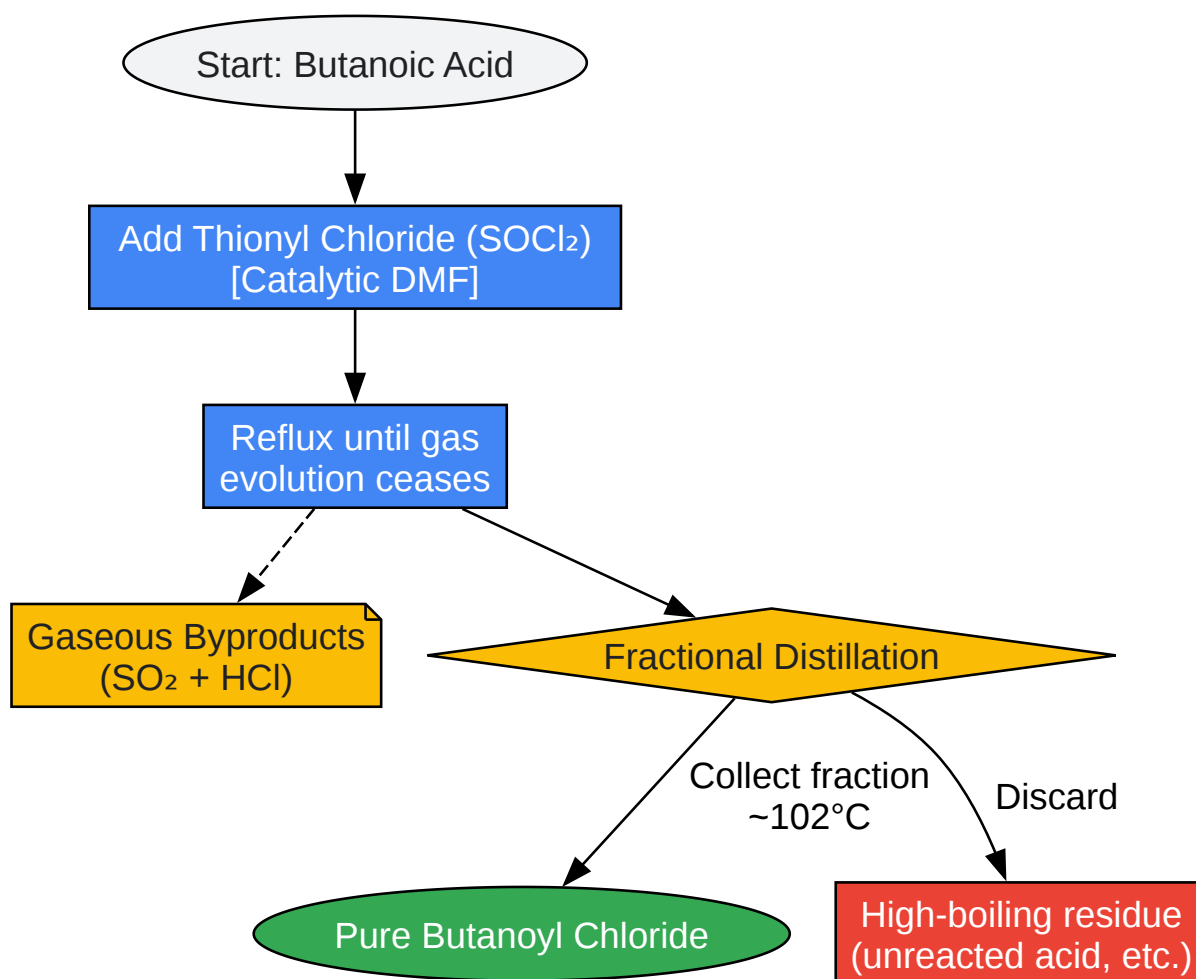 Start: Butanoic Acid
Add Thionyl Chloride (SOCl₂)
[Catalytic DMF]
Reflux until gas
evolution ceases
Gaseous Byproducts
(SO₂ + HCl)
Fractional Distillation
Collect fraction
~102°C
Discard
Pure Butanoyl Chloride
High-boiling residue
(unreacted acid, etc.)